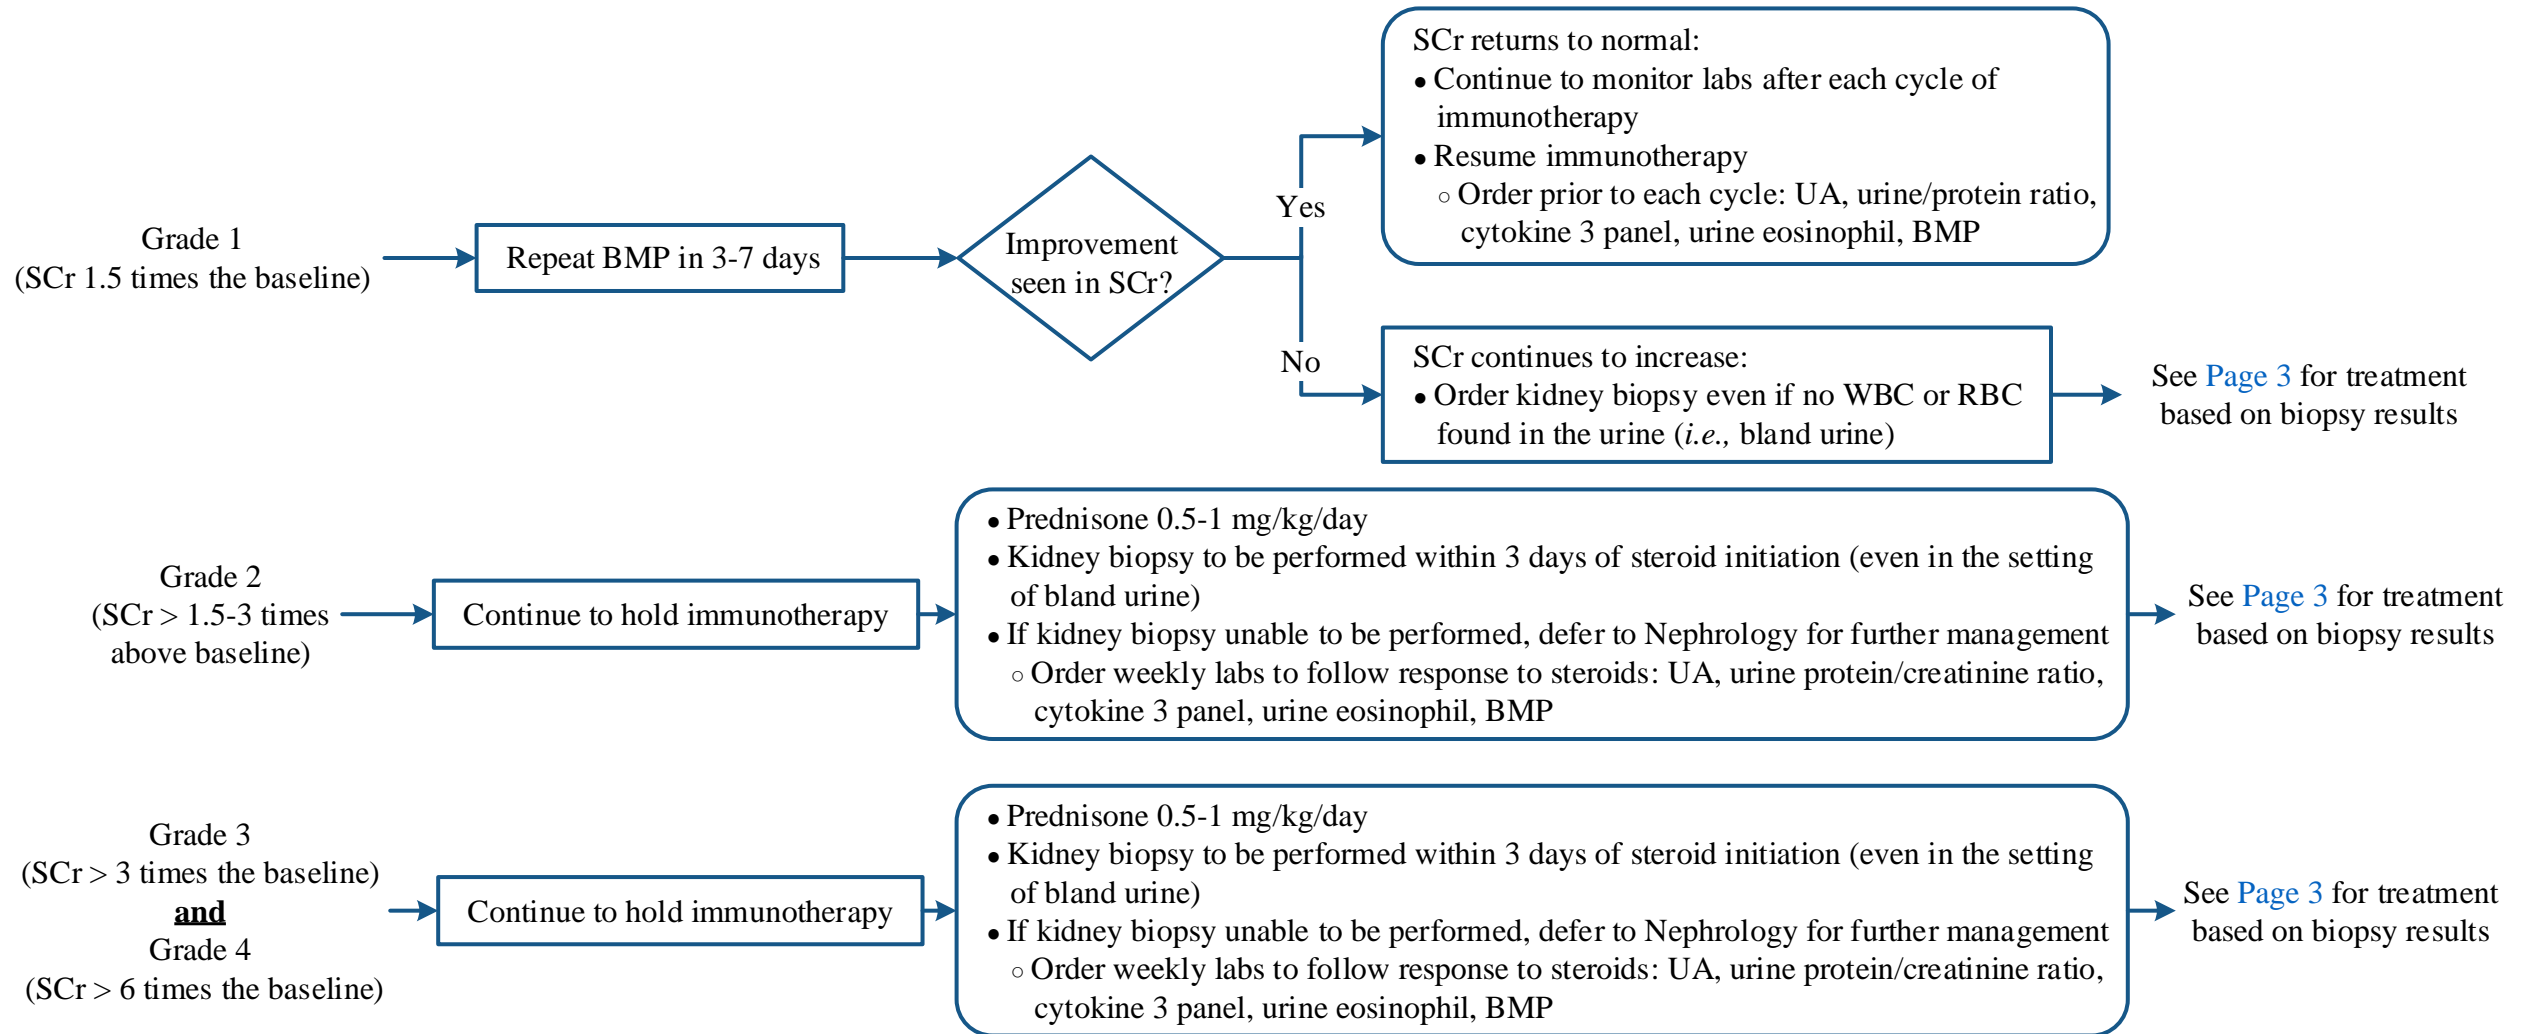 Grade 1
(SCr 1.5 times the baseline)
Repeat BMP in 3-7 days
Improvement
seen in SCr?
Yes
SCr returns to normal:
● Continue to monitor labs after each cycle of
immunotherapy
● Resume immunotherapy
○ Order prior to each cycle: UA, urine/protein ratio,
cytokine 3 panel, urine eosinophil, BMP
No
SCr continues to increase:
● Order kidney biopsy even if no WBC or RBC
found in the urine (i.e., bland urine)
See Page 3 for treatment
based on biopsy results
Grade 2
(SCr > 1.5-3 times
above baseline)
Continue to hold immunotherapy
● Prednisone 0.5-1 mg/kg/day
● Kidney biopsy to be performed within 3 days of steroid initiation (even in the setting
of bland urine)
● If kidney biopsy unable to be performed, defer to Nephrology for further management
○ Order weekly labs to follow response to steroids: UA, urine protein/creatinine ratio,
cytokine 3 panel, urine eosinophil, BMP
See Page 3 for treatment
based on biopsy results
Grade 3
(SCr > 3 times the baseline)
and
Grade 4
(SCr > 6 times the baseline)
Continue to hold immunotherapy
● Prednisone 0.5-1 mg/kg/day
● Kidney biopsy to be performed within 3 days of steroid initiation (even in the setting
of bland urine)
● If kidney biopsy unable to be performed, defer to Nephrology for further management
○ Order weekly labs to follow response to steroids: UA, urine protein/creatinine ratio,
cytokine 3 panel, urine eosinophil, BMP
See Page 3 for treatment
based on biopsy results